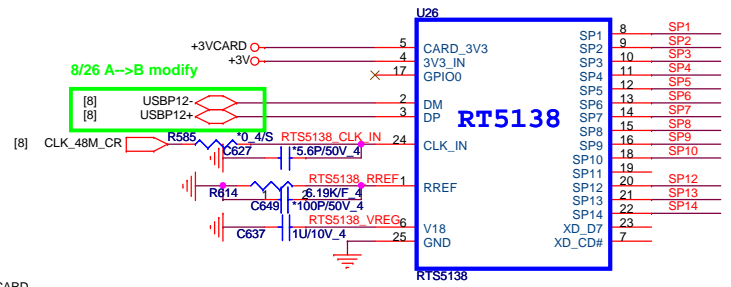 U26
+3VCARD 5 CARD_3V3 SP1 8 SP1
+3V 4 3V3_IN SP2 9 SP2
8/26 A-->B modify 17 GPIO0 SP3 10 SP3
SP4 11 SP4
SP5 12 SP5
[8] USBP12- 2 DM SP6 13 SP6
[8] USBP12+ 3 DP RT5138 SP7 14 SP7
SP8 15 SP8
[8] CLK_48M_CR R585 *0_4/S RTS5138_CLK_IN 24 CLK_IN SP9 16 SP9
C627 *5.6P/50V_4 SP10 18 SP10
SP11 19
R614 6.19K/F_4 RTS5138_RREF 1 RREF SP12 20 SP12
C649 1 2 *100P/50V_4 SP13 21 SP13
RTS5138_VREG SP14 22 SP14
C637 1U/10V_4 6 V18 XD_D7 23
25 GND XD_CD# 7
RTS5138